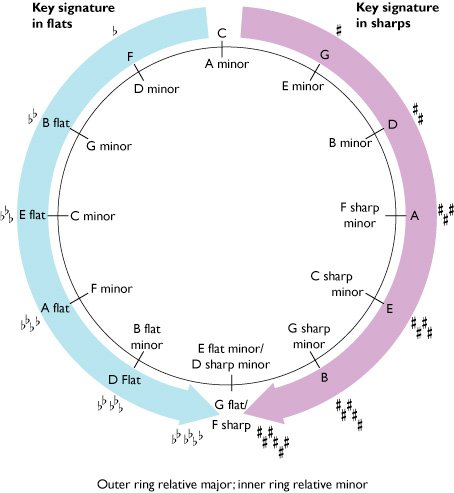 Key signature
in flats
Key signature
in sharps
C
A minor
F
D minor
G
E minor
B flat
G minor
D
B minor
E flat
C minor
A
F sharp
minor
A flat
F minor
E
C sharp
minor
D Flat
B flat
minor
B
G sharp
minor
E flat minor/
D sharp minor
G flat/
F sharp
Outer ring relative major; inner ring relative minor